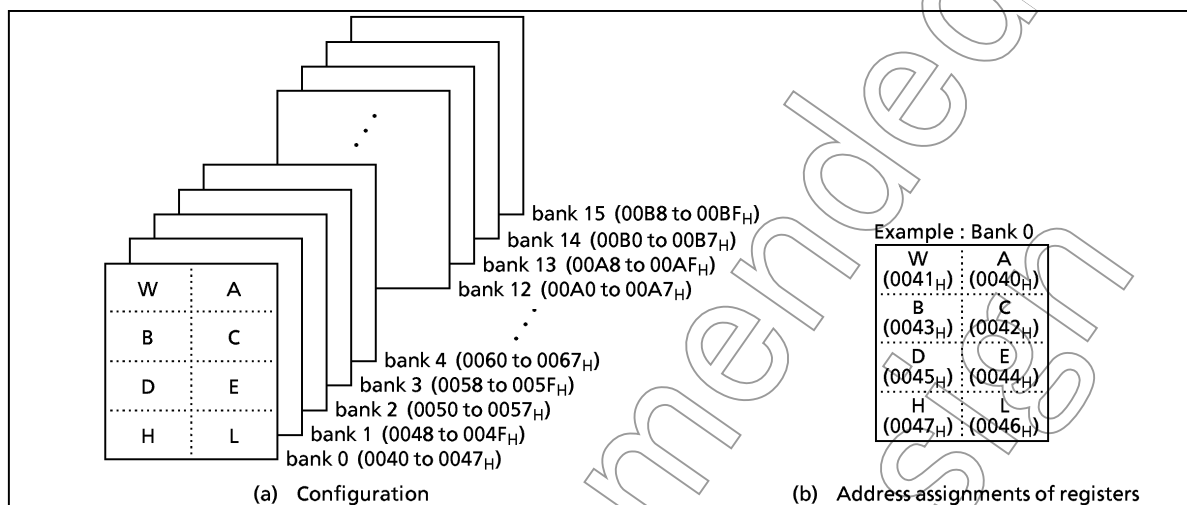 bank 15 (00B8 to 00BFH)
bank 14 (00B0 to 00B7H)
bank 13 (00A8 to 00AFH)
bank 12 (00A0 to 00A7H)
bank 4 (0060 to 0067H)
bank 3 (0058 to 005FH)
bank 2 (0050 to 0057H)
bank 1 (0048 to 004FH)
bank 0 (0040 to 0047H)
W A
B C
D E
H L
(a) Configuration
Example : Bank 0
W A
(0041H) (0040H)
B C
(0043H) (0042H)
D E
(0045H) (0044H)
H L
(0047H) (0046H)
(b) Address assignments of registers
mended
sign